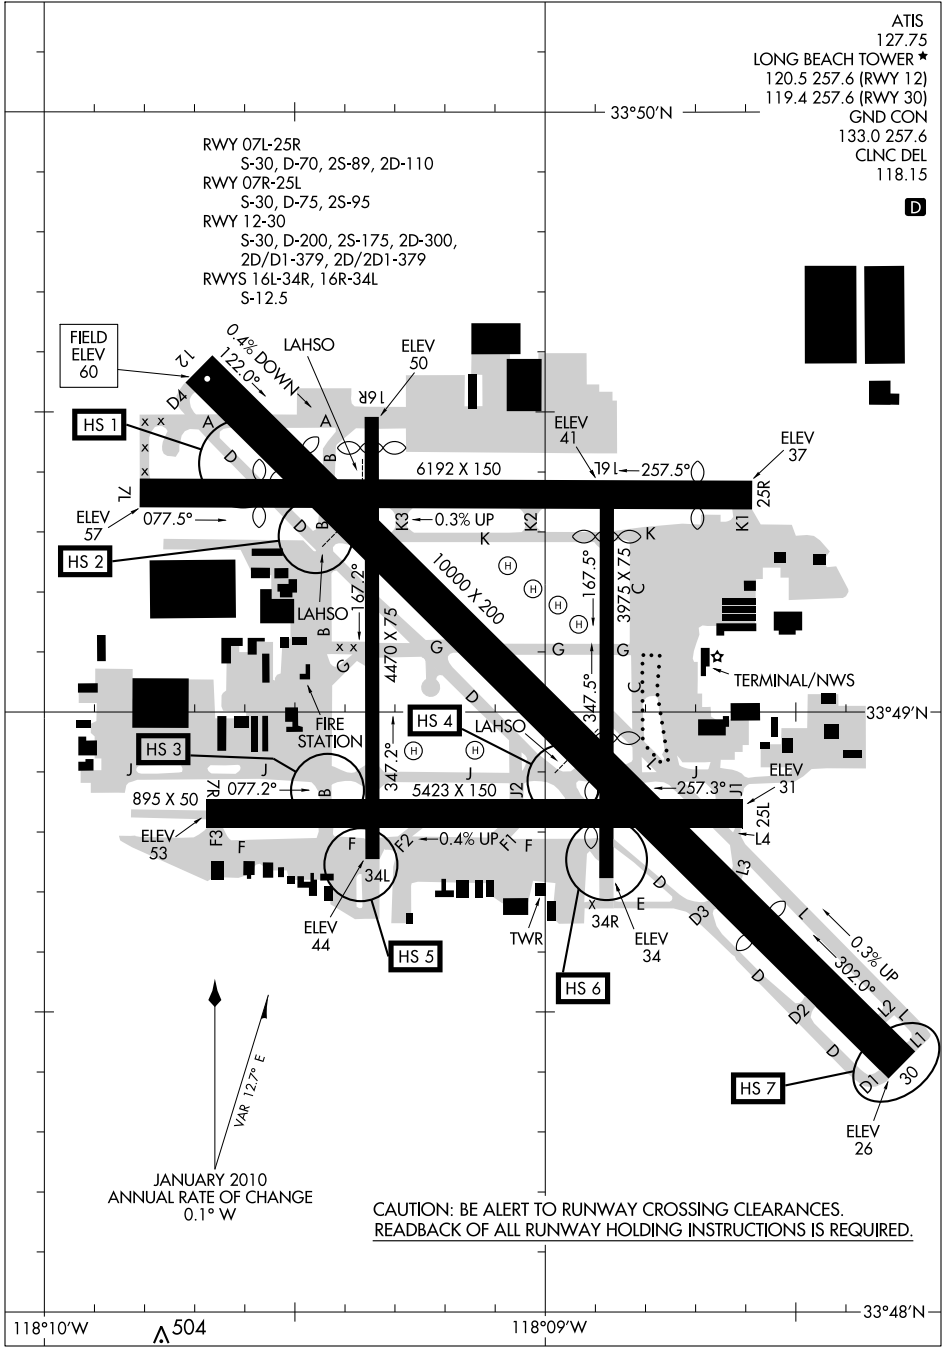 ATIS
127.75
LONG BEACH TOWER ★
120.5 257.6 (RWY 12)
119.4 257.6 (RWY 30)
GND CON
133.0 257.6
CLNC DEL
118.15
D
33°50'N
RWY 07L-25R
S-30, D-70, 2S-89, 2D-110
RWY 07R-25L
S-30, D-75, 2S-95
RWY 12-30
S-30, D-200, 2S-175, 2D-300,
2D/D1-379, 2D/2D1-379
RWYS 16L-34R, 16R-34L
S-12.5
FIELD
ELEV
60
12
0.4% DOWN
122.0°
LAHSO
ELEV
50
16R
D4
A
A
HS 1
x x
x
x
D
B
ELEV
41
ELEV
37
6192 X 150
16L
257.5°
7L
25R
ELEV
57
077.5°
D
B
K3
0.3% UP
K2
K1
K
K
HS 2
LAHSO
B
167.2°
10000 X 200
H
H
H
H
167.5°
3975 X 75
C
4470 X 75
x x
G
G
G
G
D
347.5°
C
TERMINAL/NWS
33°49'N
FIRE
STATION
HS 3
HS 4
LAHSO
347.2°
H
H
L
J
J
J
J
J2
J1
ELEV
31
895 X 50
7R
077.2°
B
5423 X 150
257.3°
25L
L4
ELEV
53
F3
F
F
F2
0.4% UP
F1
F
L3
34L
D
ELEV
44
TWR
x
34R
E
D3
L
ELEV
34
HS 5
HS 6
0.3% UP
302.0°
D
D2
D
L2
L
L1
D1
30
HS 7
ELEV
26
VAR 12.7° E
JANUARY 2010
ANNUAL RATE OF CHANGE
0.1° W
CAUTION: BE ALERT TO RUNWAY CROSSING CLEARANCES.
READBACK OF ALL RUNWAY HOLDING INSTRUCTIONS IS REQUIRED.
33°48'N
118°10'W
504
118°09'W